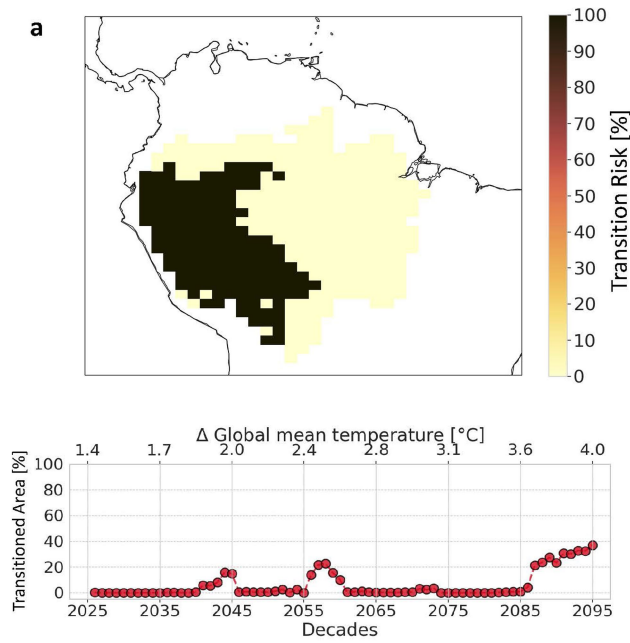 a
100
90
80
70
60
50
40
30
20
10
0
Transition Risk [%]
Δ Global mean temperature [°C]
1.4 1.7 2.0 2.4 2.8 3.1 3.6 4.0
Transitioned Area [%]
100
80
60
40
20
0
2025 2035 2045 2055 2065 2075 2085 2095
Decades